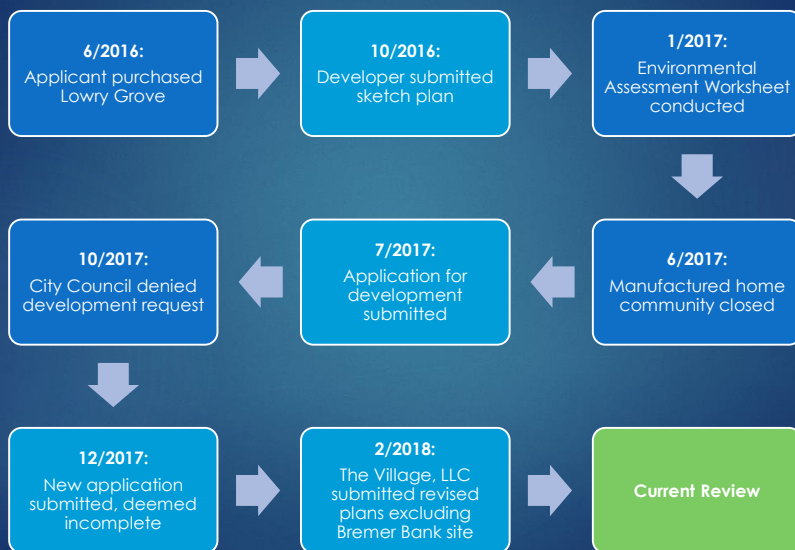 6/2016:
Applicant purchased
Lowry Grove
10/2016:
Developer submitted
sketch plan
1/2017:
Environmental
Assessment Worksheet
conducted
6/2017:
Manufactured home
community closed
7/2017:
Application for
development
submitted
10/2017:
City Council denied
development request
12/2017:
New application
submitted, deemed
incomplete
2/2018:
The Village, LLC
submitted revised
plans excluding
Bremer Bank site
Current Review